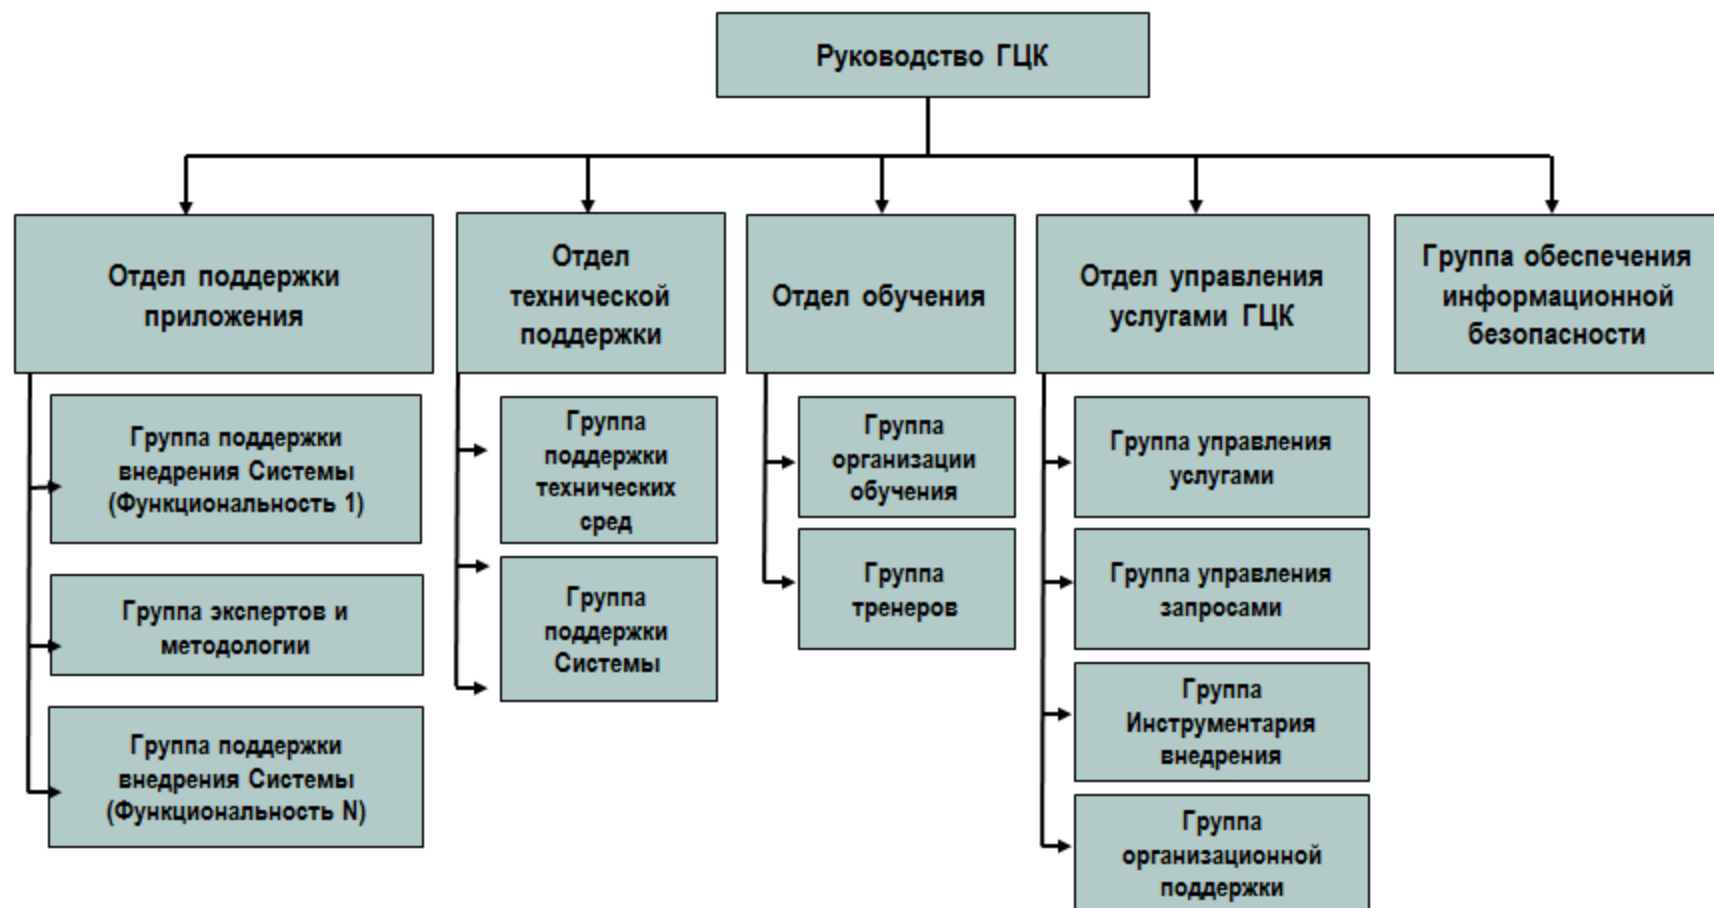 Руководство ГЦК
Отдел поддержки
приложения
Отдел
технической
поддержки
Отдел обучения
Отдел управления
услугами ГЦК
Группа обеспечения
информационной
безопасности
Группа поддержки
внедрения Системы
(Функциональность 1)
Группа экспертов и
методологии
Группа поддержки
внедрения Системы
(Функциональность N)
Группа
поддержки
технических
сред
Группа
поддержки
Системы
Группа
организации
обучения
Группа
тренеров
Группа управления
услугами
Группа управления
запросами
Группа
Инструментария
внедрения
Группа
организационной
поддержки